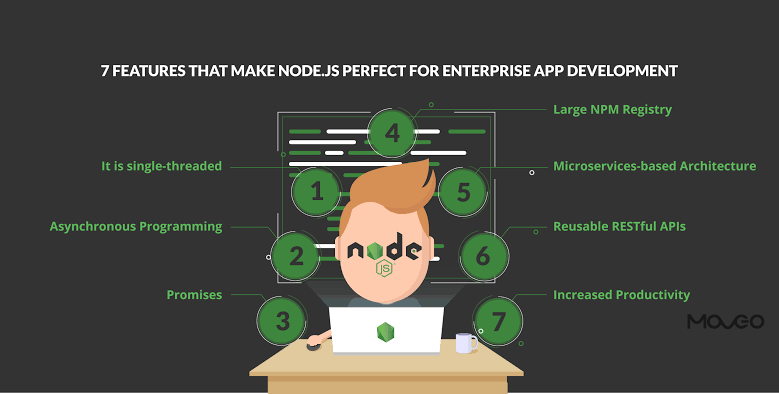 7 FEATURES THAT MAKE NODE.JS PERFECT FOR ENTERPRISE APP DEVELOPMENT
4
Large NPM Registry
It is single-threaded
1
5
Microservices-based Architecture
Asynchronous Programming
2
node
JS
6
Reusable RESTful APIs
Promises
3
7
Increased Productivity
MOUGO